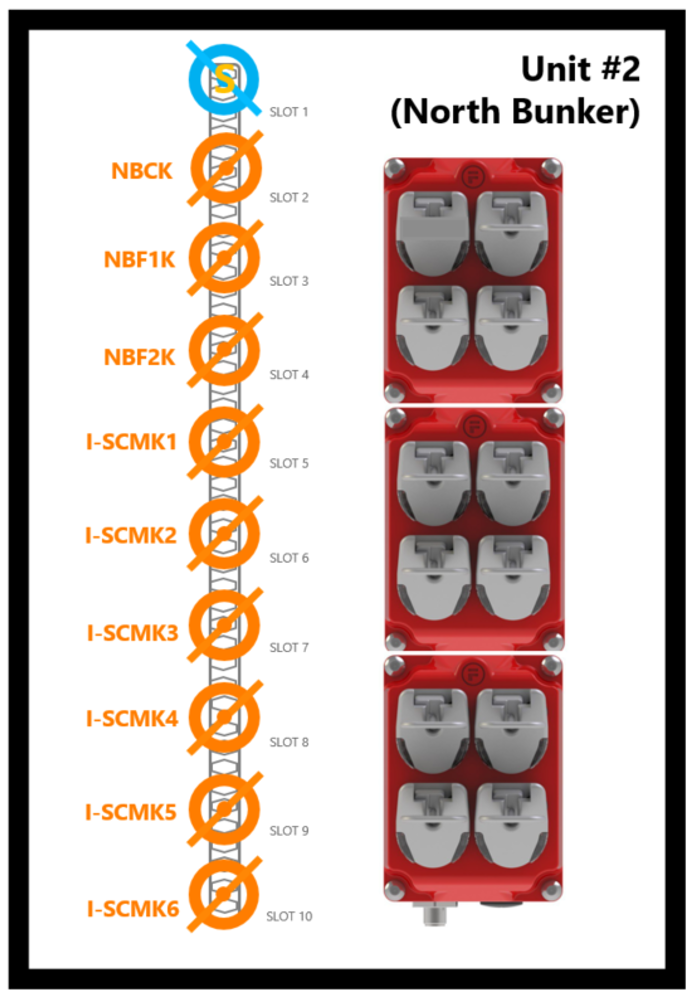 Unit #2
(North Bunker)
S
SLOT 1
NBCK
SLOT 2
NBF1K
SLOT 3
NBF2K
SLOT 4
I-SCMK1
SLOT 5
I-SCMK2
SLOT 6
I-SCMK3
SLOT 7
I-SCMK4
SLOT 8
I-SCMK5
SLOT 9
I-SCMK6
SLOT 10